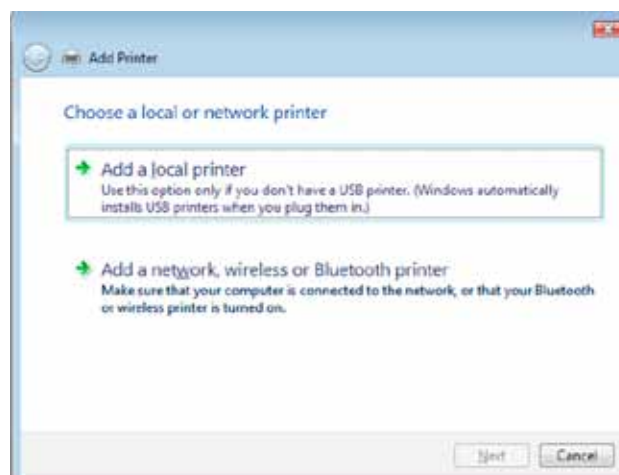 Add Printer
Choose a local or network printer
Add a local printer
Use this option only if you don't have a USB printer. (Windows automatically
installs USB printers when you plug them in.)
Add a network, wireless or Bluetooth printer
Make sure that your computer is connected to the network, or that your Bluetooth
or wireless printer is turned on.
Next Cancel